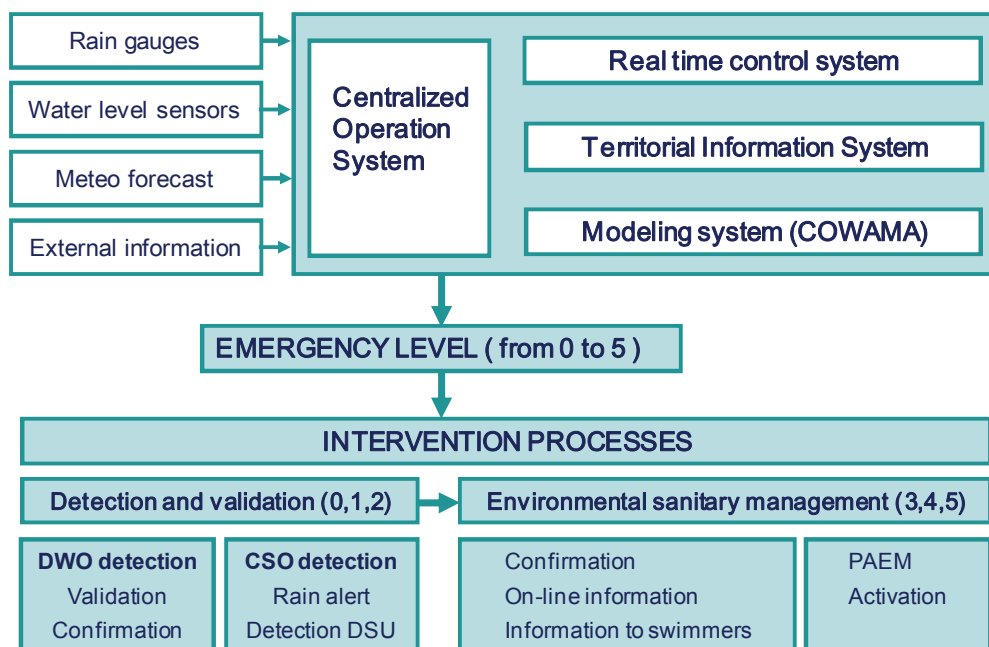 Rain gauges
Water level sensors
Meteo forecast
External information
Centralized
Operation
System
Real time control system
Territorial Information System
Modeling system (COWAMA)
EMERGENCY LEVEL ( from 0 to 5 )
INTERVENTION PROCESSES
Detection and validation (0,1,2)
Environmental sanitary management (3,4,5)
DWO detection
Validation
Confirmation
CSO detection
Rain alert
Detection DSU
Confirmation
On-line information
Information to swimmers
PAEM
Activation